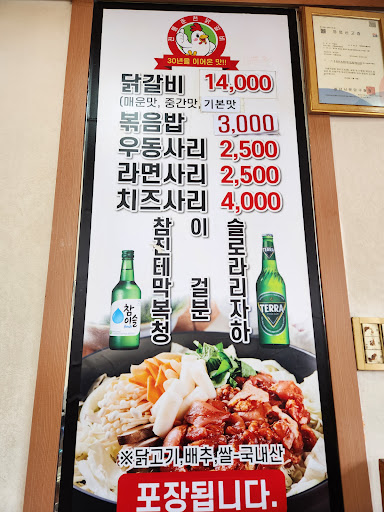 30년을 이어온 맛!!
닭갈비 14,000
(매운맛, 중간맛, 기본맛
볶음밥 3,000
우동사리 2,500
라면사리 2,500
치즈사리 4,000
참 이 슬
진 로
테 라
막 걸 리
복 분 자
청 하
참
이슬
TERRA
※닭고기,배추,쌀-국내산
포장됩니다.